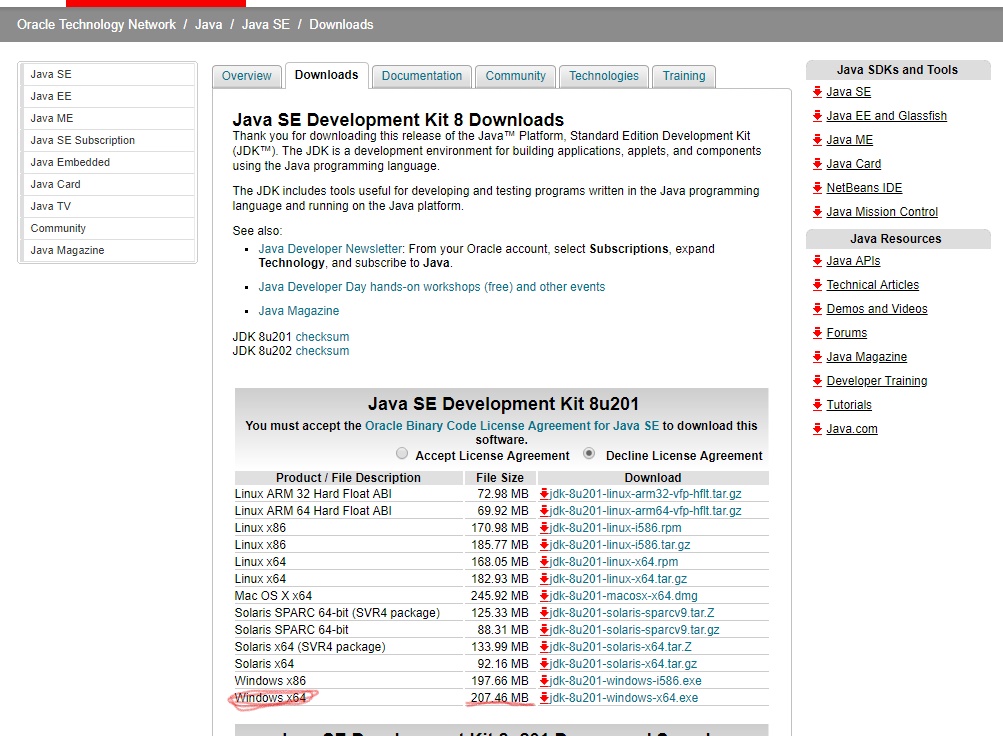 Oracle Technology Network / Java / Java SE / Downloads
Java SE
Java EE
Java ME
Java SE Subscription
Java Embedded
Java Card
Java TV
Community
Java Magazine
Overview Downloads Documentation Community Technologies Training
Java SE Development Kit 8 Downloads
Thank you for downloading this release of the Java™ Platform, Standard Edition Development Kit
(JDK™). The JDK is a development environment for building applications, applets, and components
using the Java programming language.
The JDK includes tools useful for developing and testing programs written in the Java programming
language and running on the Java platform.
See also:
Java Developer Newsletter: From your Oracle account, select Subscriptions, expand
Technology, and subscribe to Java.
Java Developer Day hands-on workshops (free) and other events
Java Magazine
JDK 8u201 checksum
JDK 8u202 checksum
Java SE Development Kit 8u201
You must accept the Oracle Binary Code License Agreement for Java SE to download this
software.
Accept License Agreement Decline License Agreement
Product / File Description File Size Download
Linux ARM 32 Hard Float ABI 72.98 MB jdk-8u201-linux-arm32-vfp-hflt.tar.gz
Linux ARM 64 Hard Float ABI 69.92 MB jdk-8u201-linux-arm64-vfp-hflt.tar.gz
Linux x86 170.98 MB jdk-8u201-linux-i586.rpm
Linux x86 185.77 MB jdk-8u201-linux-i586.tar.gz
Linux x64 168.05 MB jdk-8u201-linux-x64.rpm
Linux x64 182.93 MB jdk-8u201-linux-x64.tar.gz
Mac OS X x64 245.92 MB jdk-8u201-macosx-x64.dmg
Solaris SPARC 64-bit (SVR4 package) 125.33 MB jdk-8u201-solaris-sparcv9.tar.Z
Solaris SPARC 64-bit 88.31 MB jdk-8u201-solaris-sparcv9.tar.gz
Solaris x64 (SVR4 package) 133.99 MB jdk-8u201-solaris-x64.tar.Z
Solaris x64 92.16 MB jdk-8u201-solaris-x64.tar.gz
Windows x86 197.66 MB jdk-8u201-windows-i586.exe
Windows x64 207.46 MB jdk-8u201-windows-x64.exe
Java SDKs and Tools
Java SE
Java EE and Glassfish
Java ME
Java Card
NetBeans IDE
Java Mission Control
Java Resources
Java APIs
Technical Articles
Demos and Videos
Forums
Java Magazine
Developer Training
Tutorials
Java.com